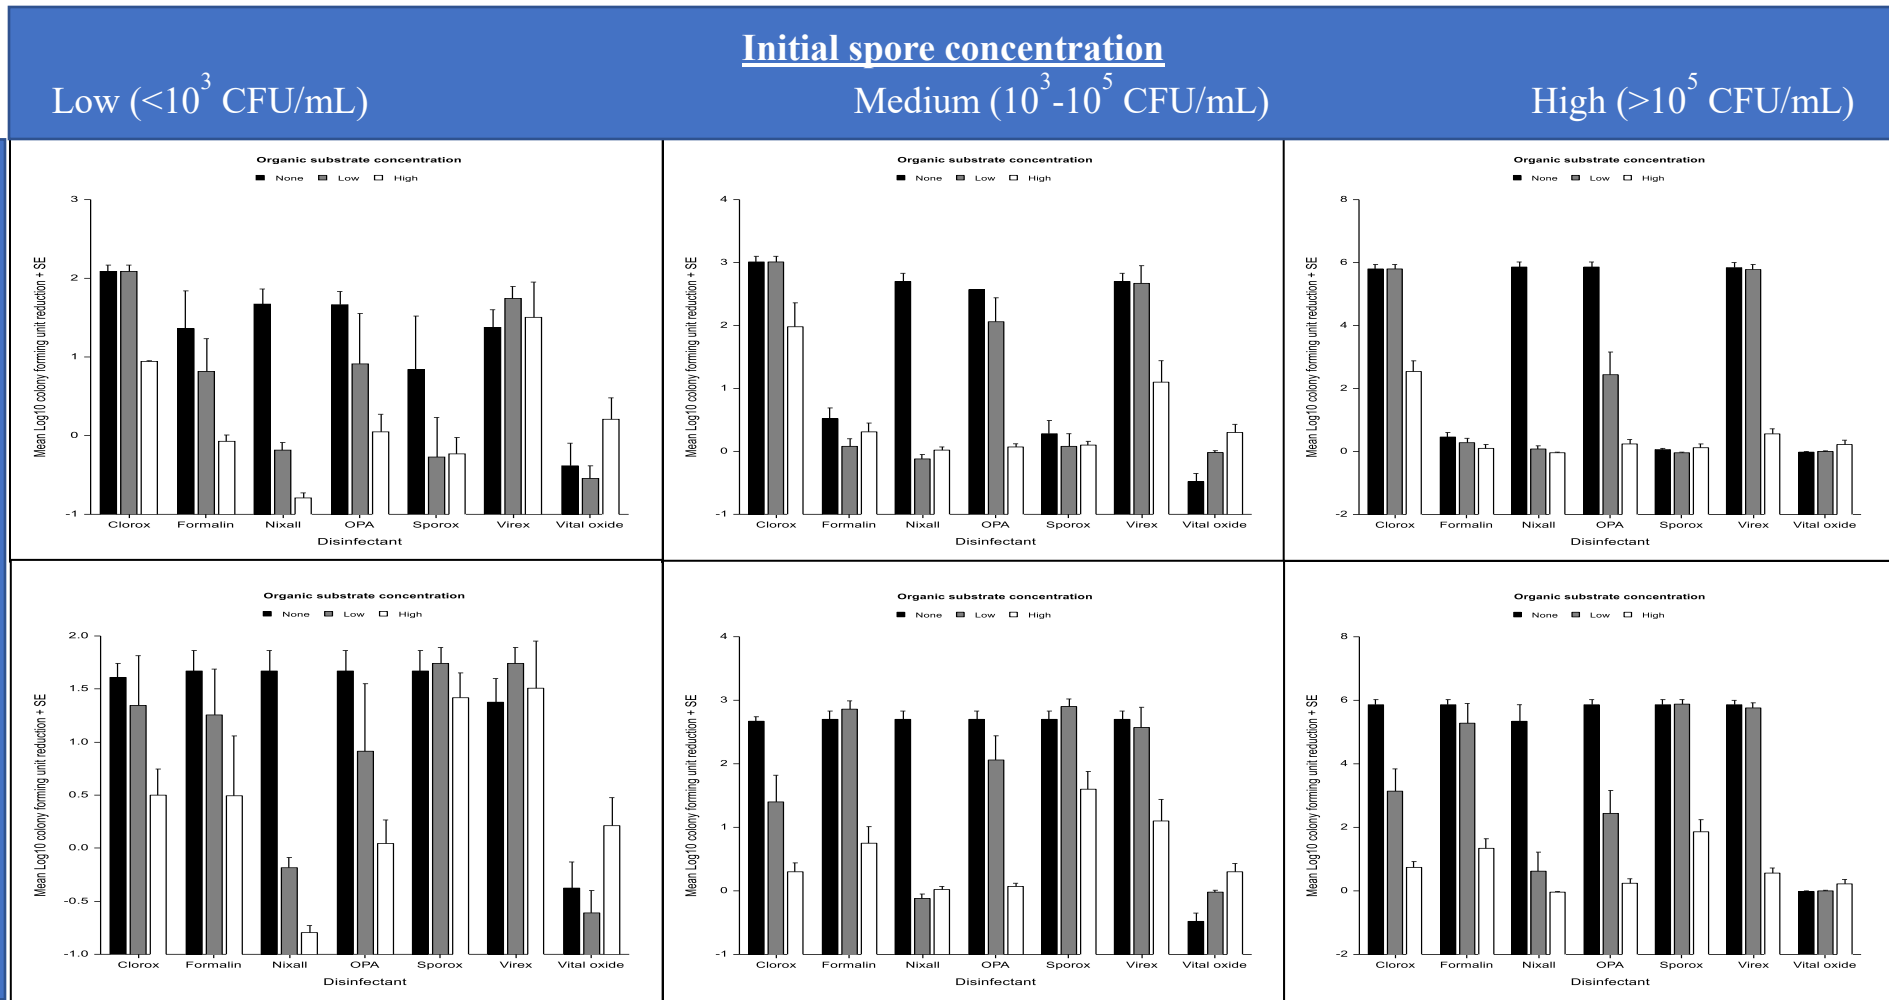 Initial spore concentration
Low (<10³ CFU/mL) Medium (10³-10⁵ CFU/mL) High (>10⁵ CFU/mL)
Organic substrate concentration
None Low High
3
2
1
0
-1
Mean Log10 colony forming unit reduction + SE
Clorox Formalin Nixall OPA Sporox Virex Vital oxide
Disinfectant
Organic substrate concentration
None Low High
4
3
2
1
0
-1
Mean Log10 colony forming unit reduction + SE
Clorox Formalin Nixall OPA Sporox Virex Vital oxide
Disinfectant
Organic substrate concentration
None Low High
8
6
4
2
0
-2
Mean Log10 colony forming unit reduction + SE
Clorox Formalin Nixall OPA Sporox Virex Vital oxide
Disinfectant
Organic substrate concentration
None Low High
2.0
1.5
1.0
0.5
0.0
-0.5
-1.0
Mean Log10 colony forming unit reduction + SE
Clorox Formalin Nixall OPA Sporox Virex Vital oxide
Disinfectant
Organic substrate concentration
None Low High
4
3
2
1
0
-1
Mean Log10 colony forming unit reduction + SE
Clorox Formalin Nixall OPA Sporox Virex Vital oxide
Disinfectant
Organic substrate concentration
None Low High
8
6
4
2
0
-2
Mean Log10 colony forming unit reduction + SE
Clorox Formalin Nixall OPA Sporox Virex Vital oxide
Disinfectant